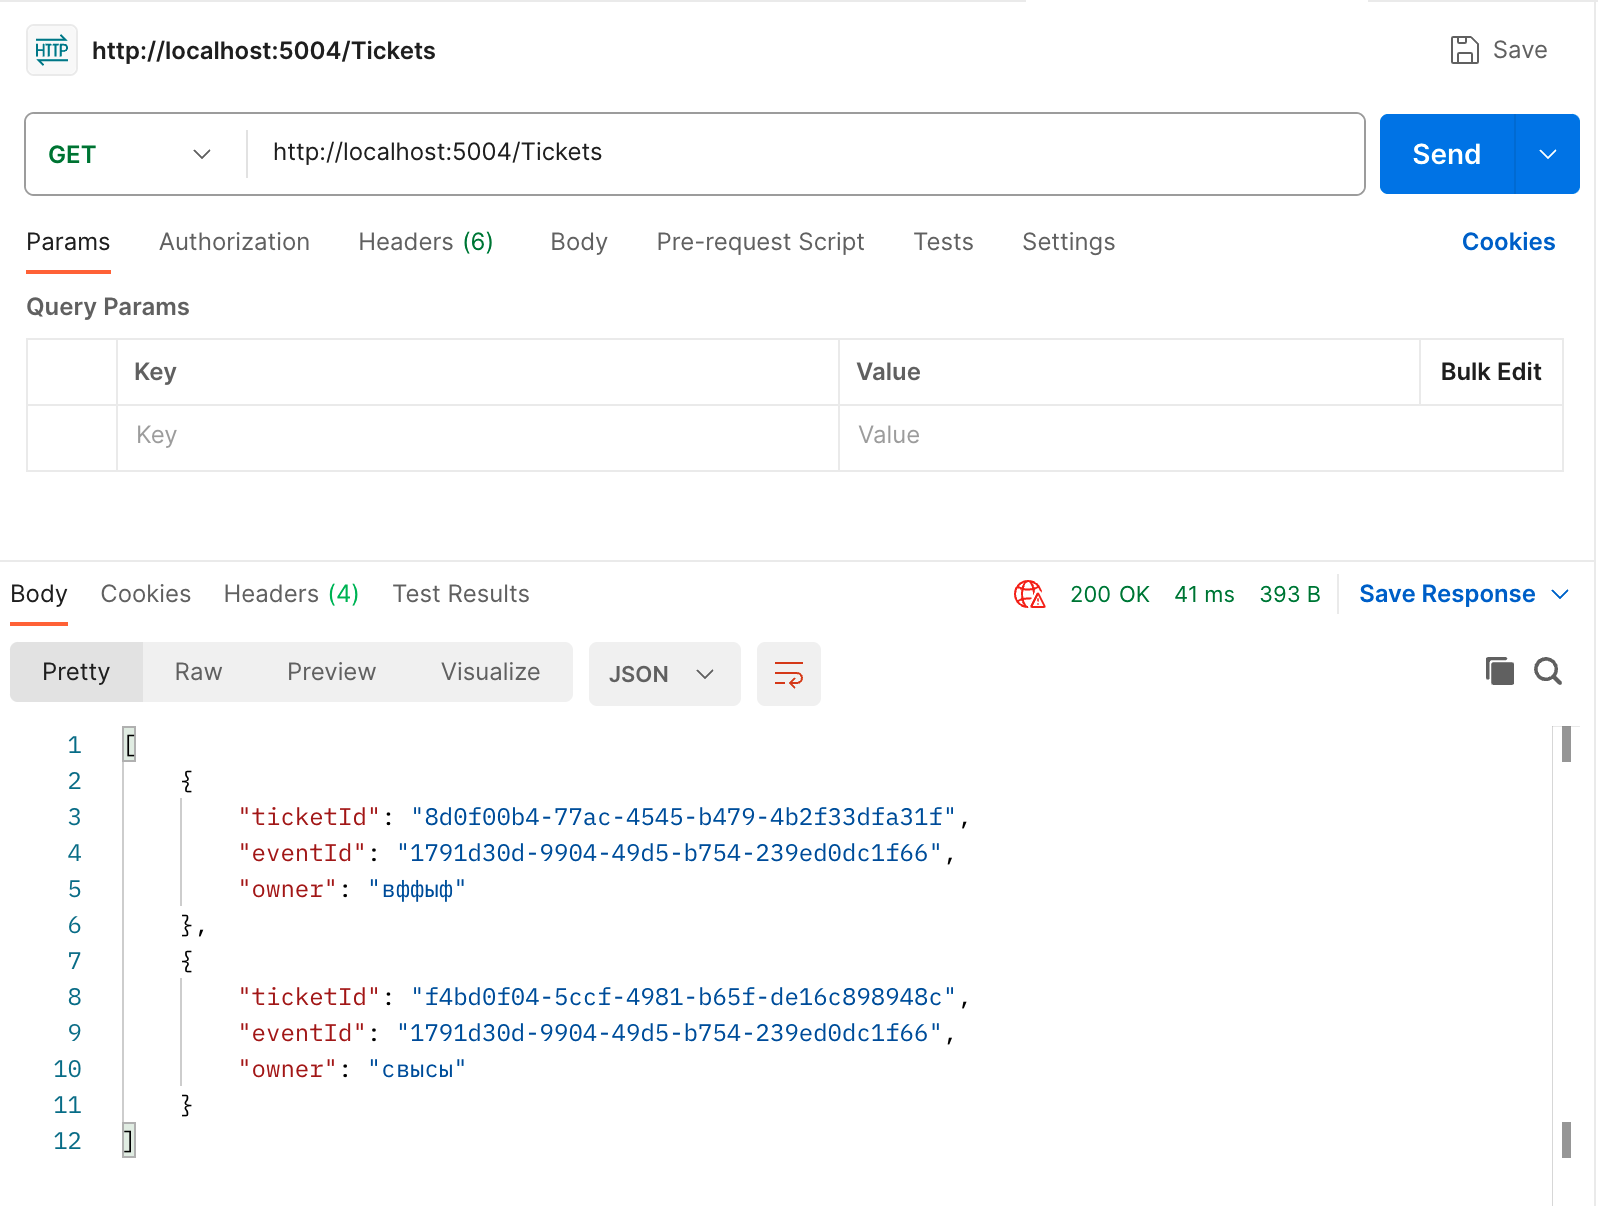 HTTP http://localhost:5004/Tickets Save
GET http://localhost:5004/Tickets Send
Params Authorization Headers (6) Body Pre-request Script Tests Settings Cookies
Query Params
Key Value Bulk Edit
Key Value
Body Cookies Headers (4) Test Results 200 OK 41 ms 393 B Save Response
Pretty Raw Preview Visualize JSON
1 [
2 {
3 "ticketId": "8d0f00b4-77ac-4545-b479-4b2f33dfa31f",
4 "eventId": "1791d30d-9904-49d5-b754-239ed0dc1f66",
5 "owner": "вффыф"
6 },
7 {
8 "ticketId": "f4bd0f04-5ccf-4981-b65f-de16c898948c",
9 "eventId": "1791d30d-9904-49d5-b754-239ed0dc1f66",
10 "owner": "свысы"
11 }
12 ]